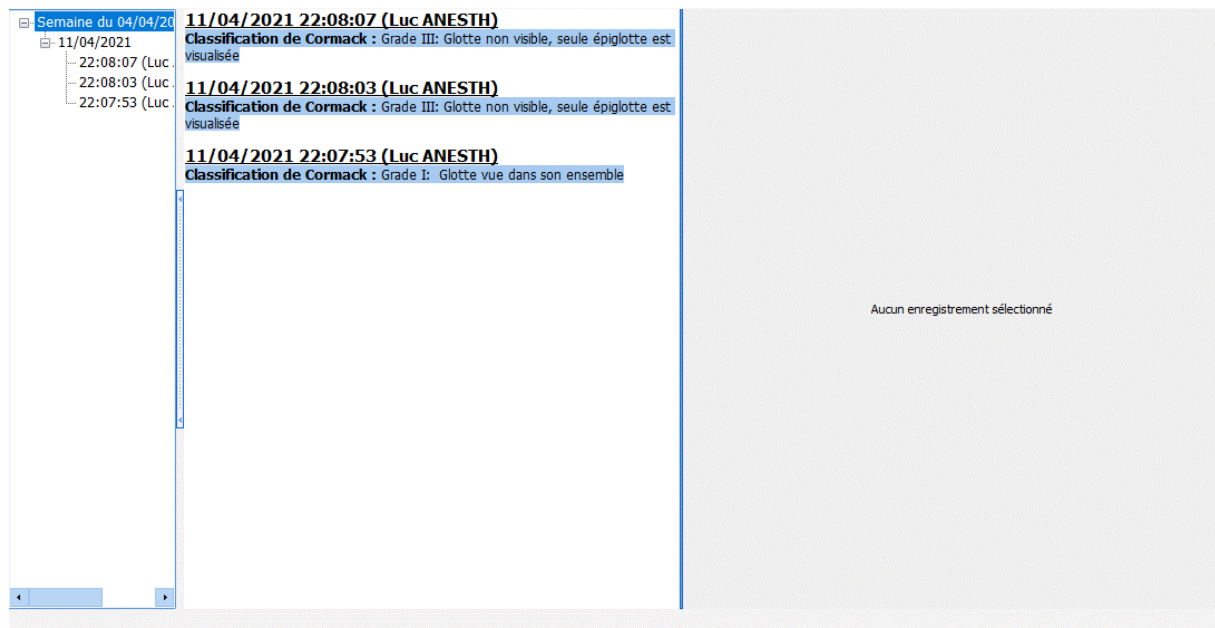 Semaine du 04/04/20
11/04/2021
22:08:07 (Luc
22:08:03 (Luc
22:07:53 (Luc
11/04/2021 22:08:07 (Luc ANESTH)
Classification de Cormack : Grade III: Glotte non visible, seule épiglotte est
visualisée
11/04/2021 22:08:03 (Luc ANESTH)
Classification de Cormack : Grade III: Glotte non visible, seule épiglotte est
visualisée
11/04/2021 22:07:53 (Luc ANESTH)
Classification de Cormack : Grade I: Glotte vue dans son ensemble
Aucun enregistrement sélectionné